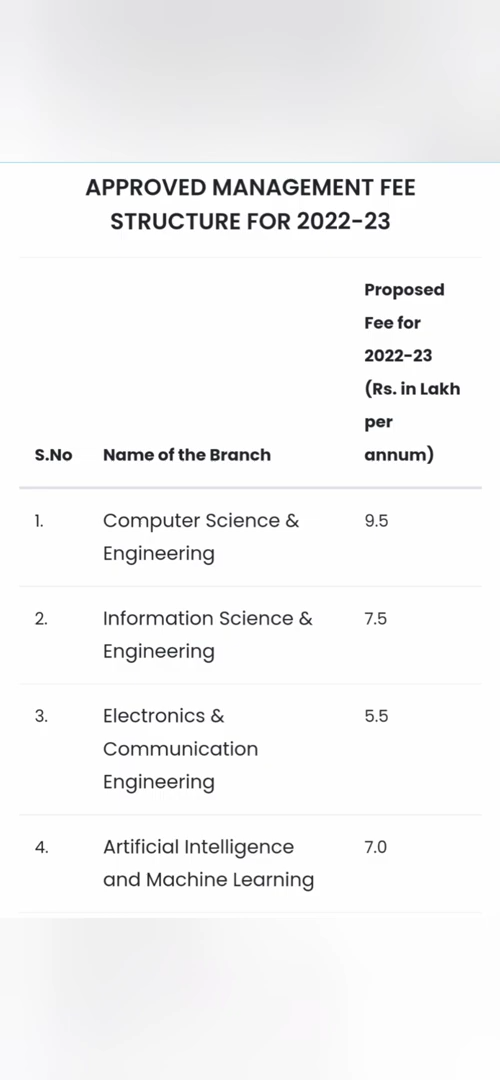 APPROVED MANAGEMENT FEE
STRUCTURE FOR 2022-23
Proposed
Fee for
2022-23
(Rs. in Lakh
per
S.No Name of the Branch annum)
1. Computer Science & 9.5
Engineering
2. Information Science & 7.5
Engineering
3. Electronics & 5.5
Communication
Engineering
4. Artificial Intelligence 7.0
and Machine Learning